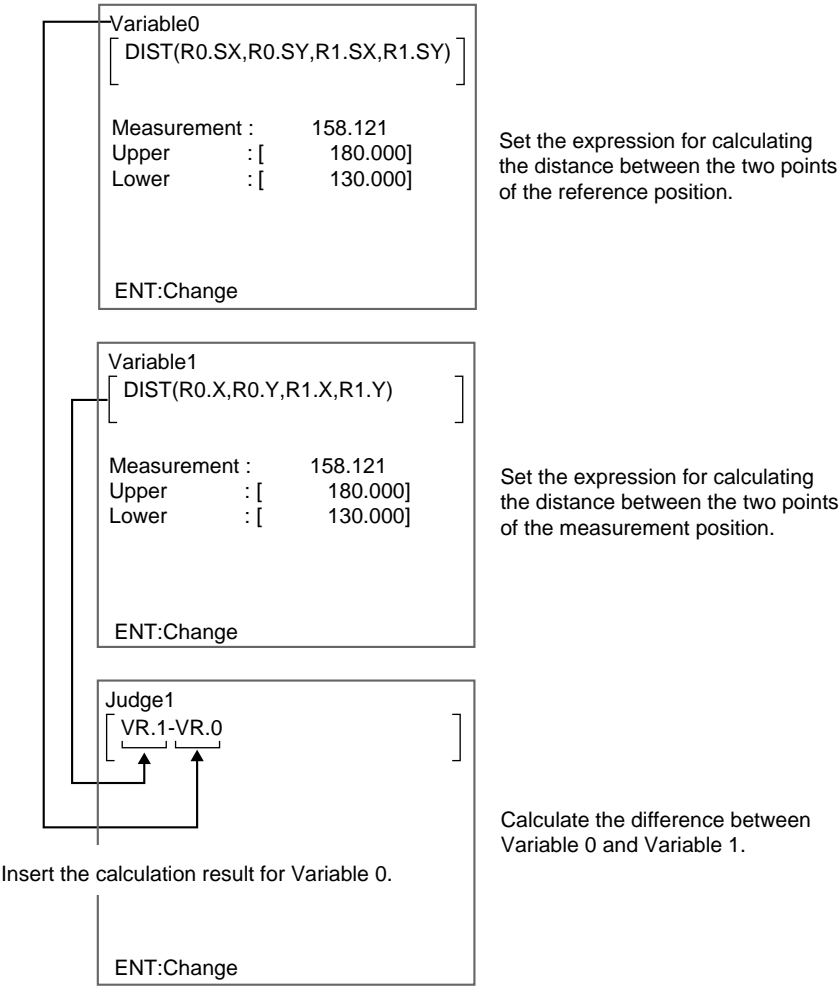 Variable0
DIST(R0.SX,R0.SY,R1.SX,R1.SY)
Measurement : 158.121
Upper : [ 180.000]
Lower : [ 130.000]
ENT:Change
Set the expression for calculating
the distance between the two points
of the reference position.
Variable1
DIST(R0.X,R0.Y,R1.X,R1.Y)
Measurement : 158.121
Upper : [ 180.000]
Lower : [ 130.000]
ENT:Change
Set the expression for calculating
the distance between the two points
of the measurement position.
Judge1
VR.1-VR.0
Calculate the difference between
Variable 0 and Variable 1.
Insert the calculation result for Variable 0.
ENT:Change